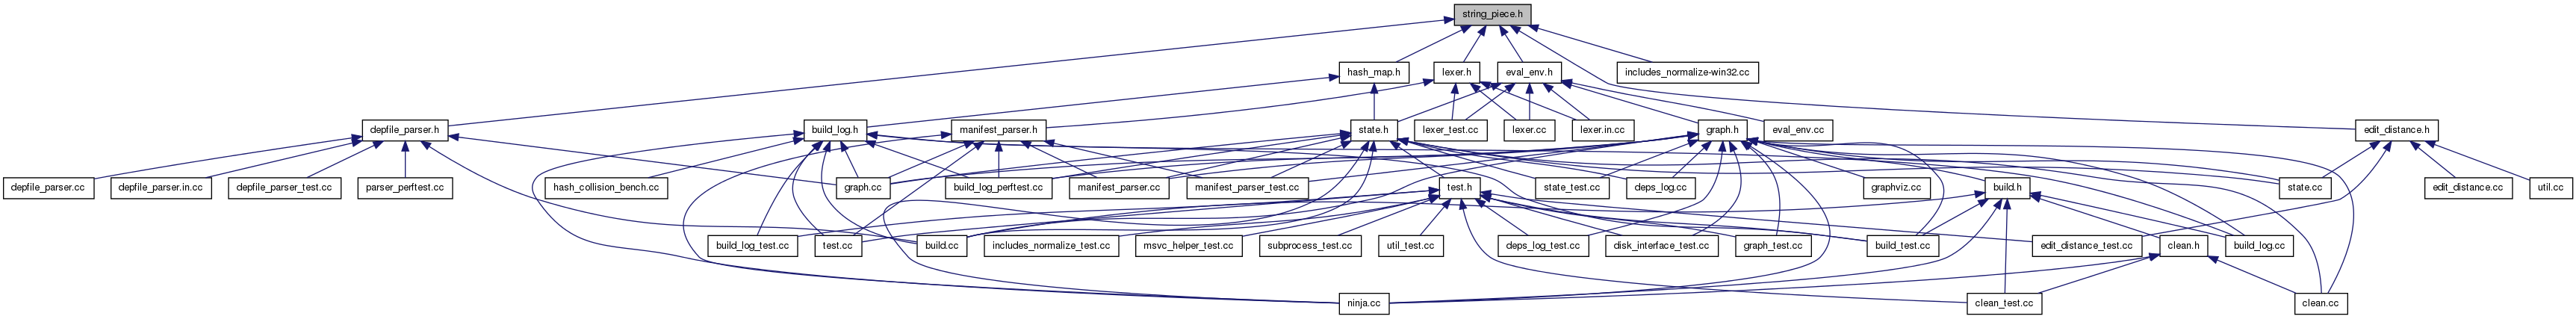 string_piece.h
hash_map.h
lexer.h
eval_env.h
includes_normalize-win32.cc
depfile_parser.h
build_log.h
manifest_parser.h
state.h
lexer_test.cc
lexer.cc
lexer.in.cc
graph.h
eval_env.cc
edit_distance.h
depfile_parser.cc
depfile_parser.in.cc
depfile_parser_test.cc
parser_perftest.cc
hash_collision_bench.cc
graph.cc
build_log_perftest.cc
manifest_parser.cc
manifest_parser_test.cc
test.h
state_test.cc
deps_log.cc
graphviz.cc
build.h
state.cc
edit_distance.cc
util.cc
build_log_test.cc
test.cc
build.cc
includes_normalize_test.cc
msvc_helper_test.cc
subprocess_test.cc
util_test.cc
deps_log_test.cc
disk_interface_test.cc
graph_test.cc
build_test.cc
edit_distance_test.cc
clean.h
build_log.cc
ninja.cc
clean_test.cc
clean.cc